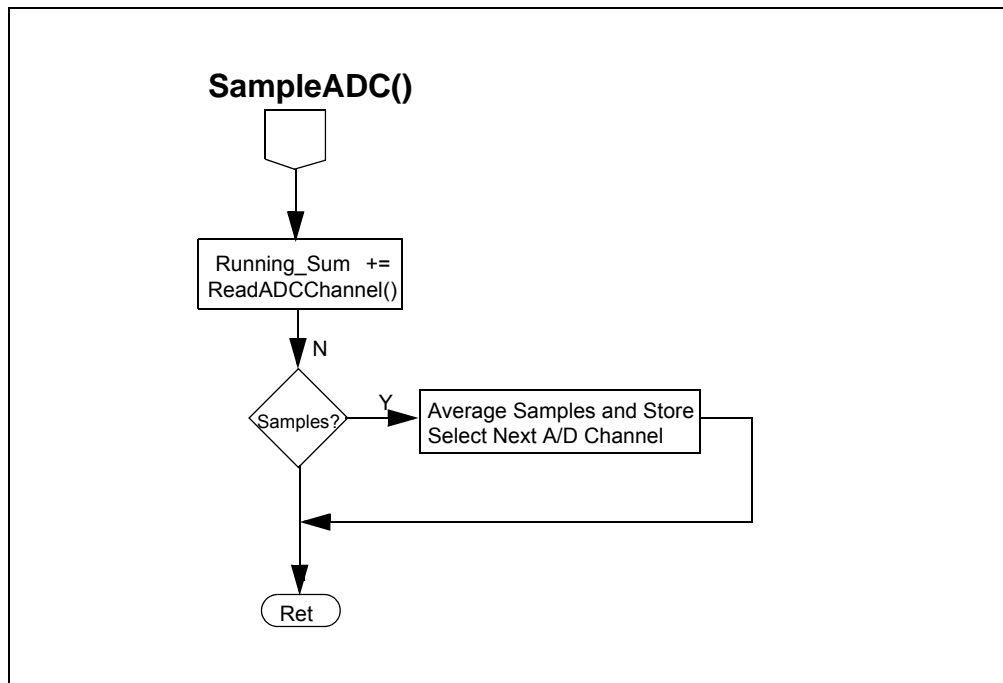 SampleADC()
Running_Sum +=
ReadADCChannel()
N
Samples?
Y
Average Samples and Store
Select Next A/D Channel
Ret